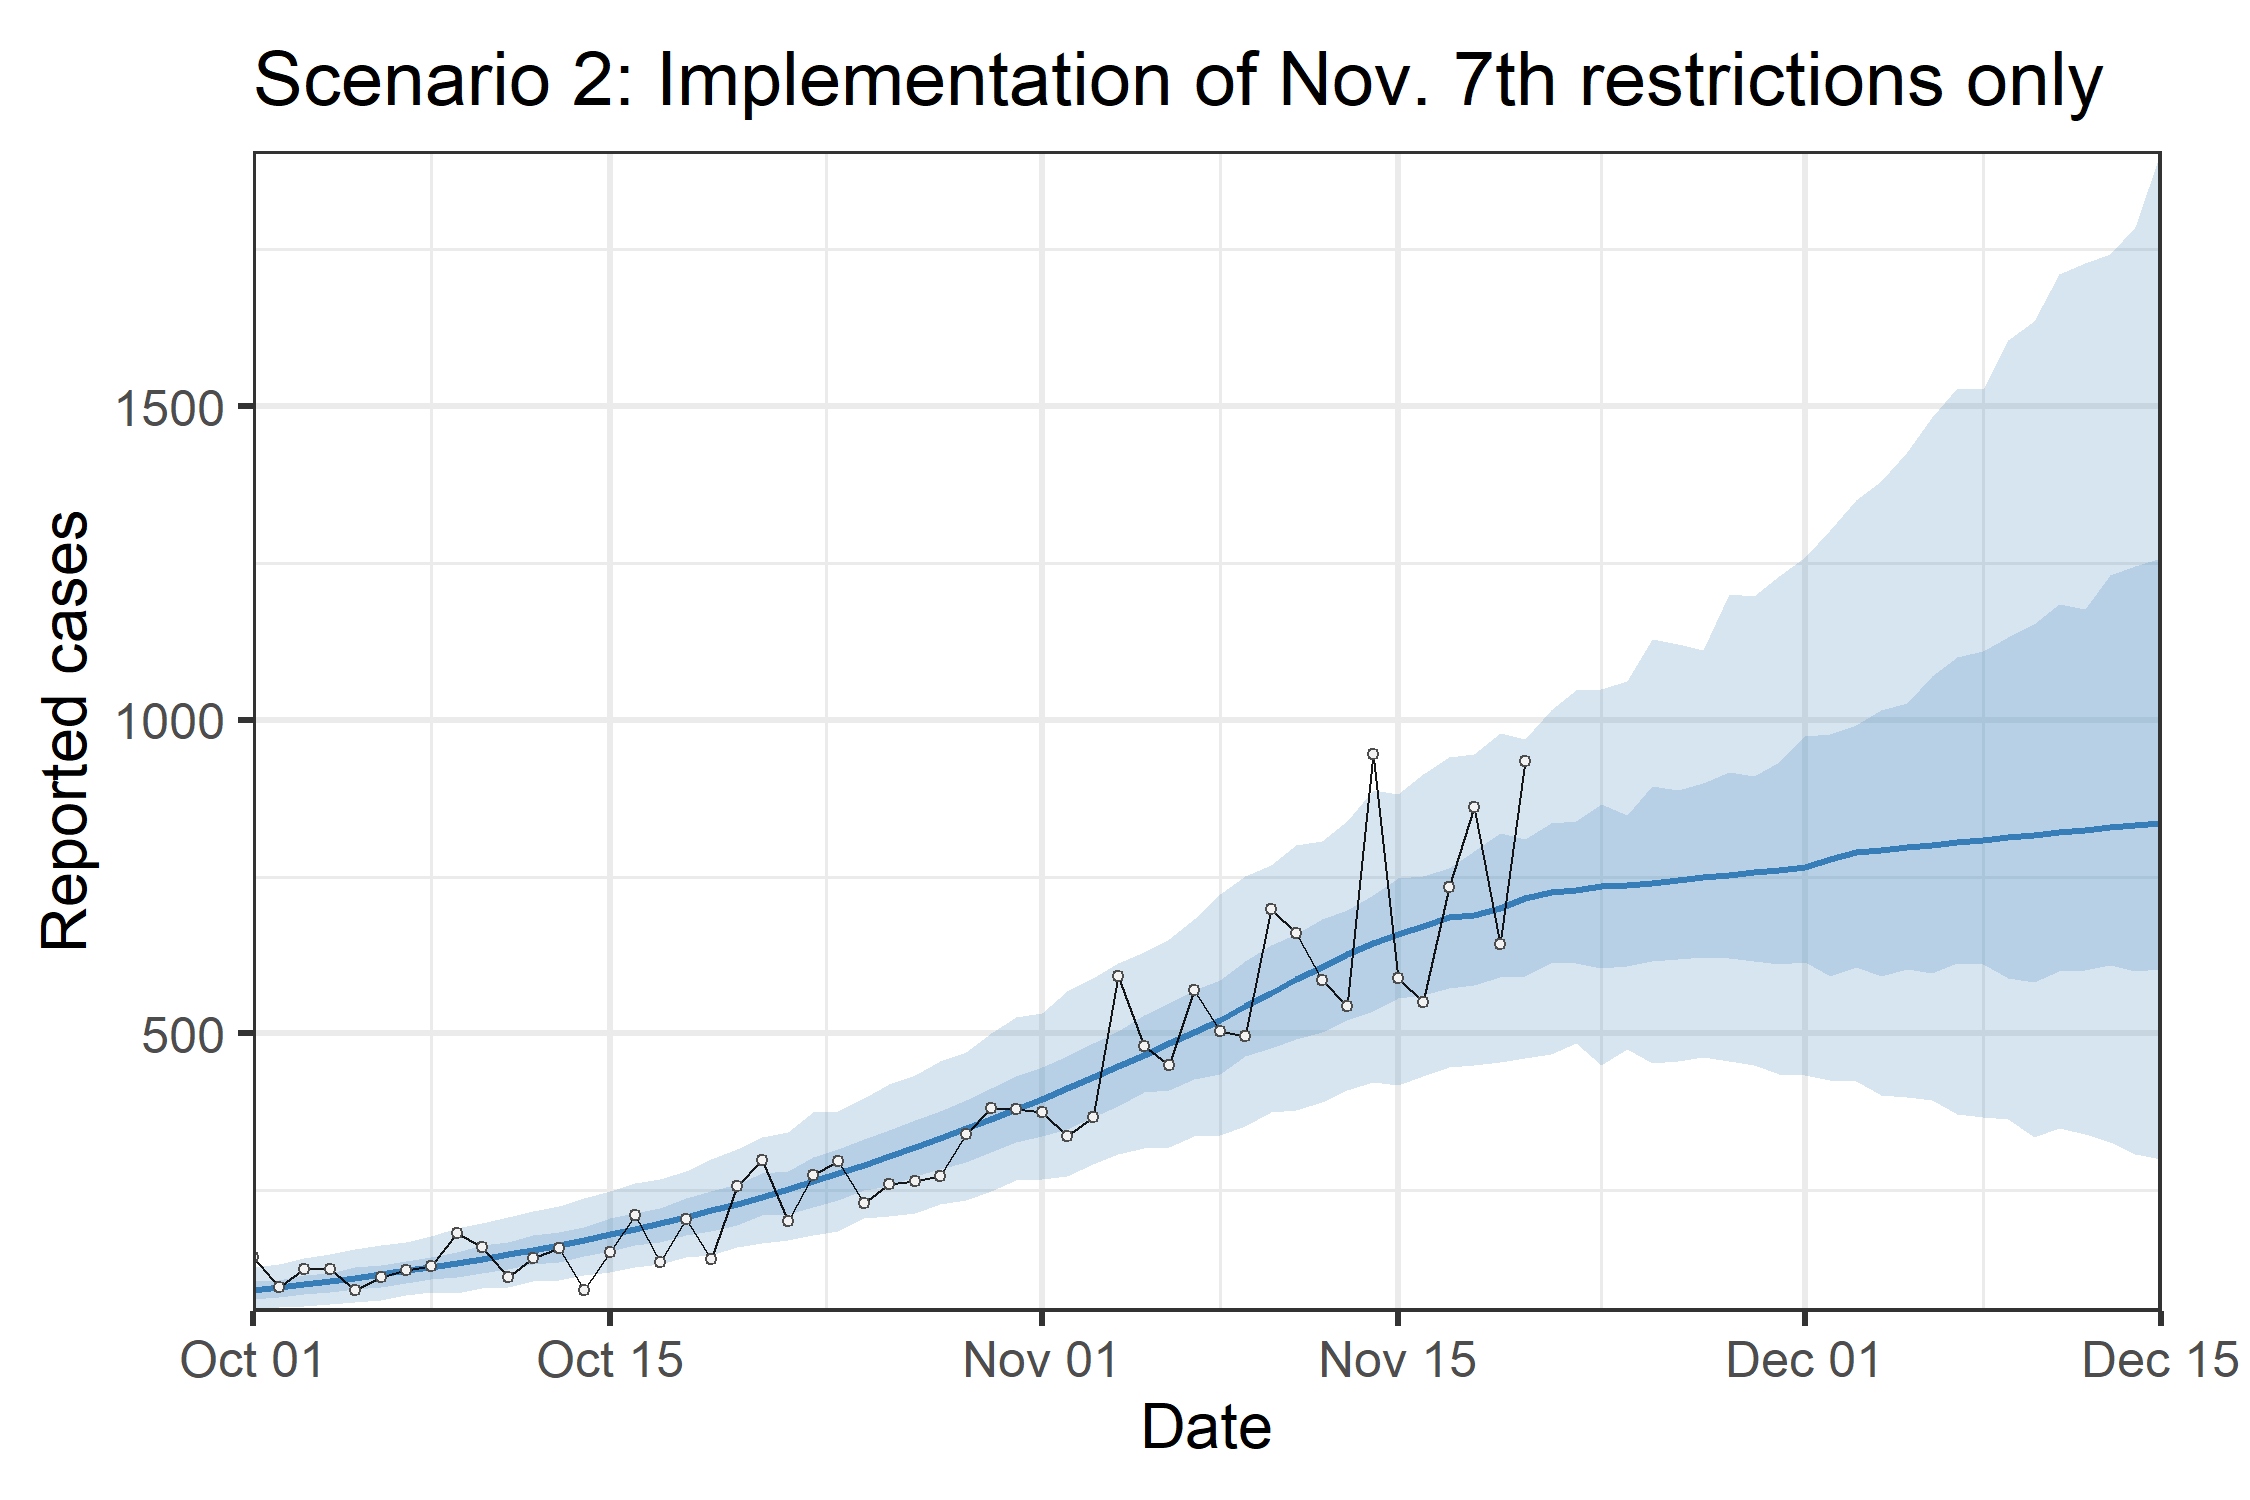 Scenario 2: Implementation of Nov. 7th restrictions only
Reported cases
1500
1000
500
Oct 01
Oct 15
Nov 01
Nov 15
Dec 01
Dec 15
Date